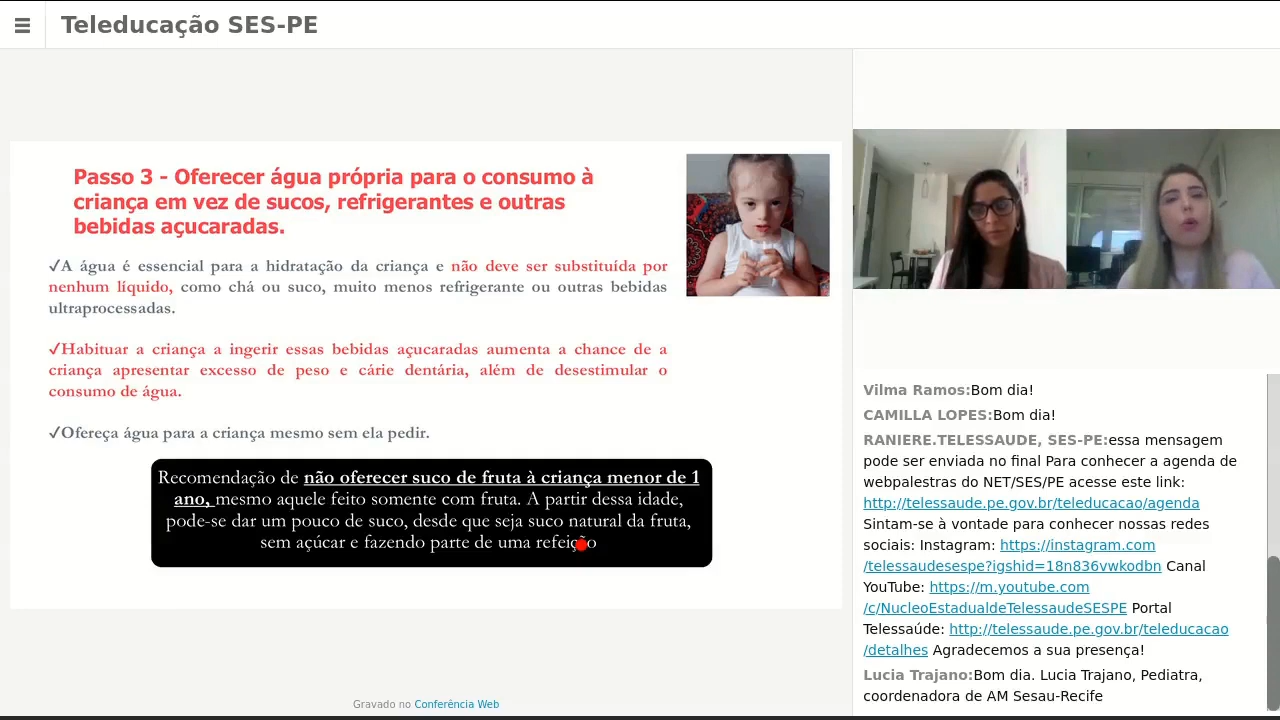 Teleducação SES-PE
Passo 3 - Oferecer água própria para o consumo à
criança em vez de sucos, refrigerantes e outras
bebidas açucaradas.
✓A água é essencial para a hidratação da criança e não deve ser substituída por
nenhum líquido, como chá ou suco, muito menos refrigerante ou outras bebidas
ultraprocessadas.
✓Habituar a criança a ingerir essas bebidas açucaradas aumenta a chance de a
criança apresentar excesso de peso e cárie dentária, além de desestimular o
consumo de água.
✓Ofereça água para a criança mesmo sem ela pedir.
Recomendação de não oferecer suco de fruta à criança menor de 1
ano, mesmo aquele feito somente com fruta. A partir dessa idade,
pode-se dar um pouco de suco, desde que seja suco natural da fruta,
sem açúcar e fazendo parte de uma refeição
Gravado no Conferência Web
Vilma Ramos:Bom dia!
CAMILLA LOPES:Bom dia!
RANIERE.TELESSAUDE, SES-PE:essa mensagem
pode ser enviada no final Para conhecer a agenda de
webpalestras do NET/SES/PE acesse este link:
http://telessaude.pe.gov.br/teleducacao/agenda
Sintam-se à vontade para conhecer nossas redes
sociais: Instagram: https://instagram.com
/telessaudesespe?igshid=18n836vwkodbn Canal
YouTube: https://m.youtube.com
/c/NucleoEstadualdeTelessaudeSESPE Portal
Telessaúde: http://telessaude.pe.gov.br/teleducacao
/detalhes Agradecemos a sua presença!
Lucia Trajano:Bom dia. Lucia Trajano, Pediatra,
coordenadora de AM Sesau-Recife